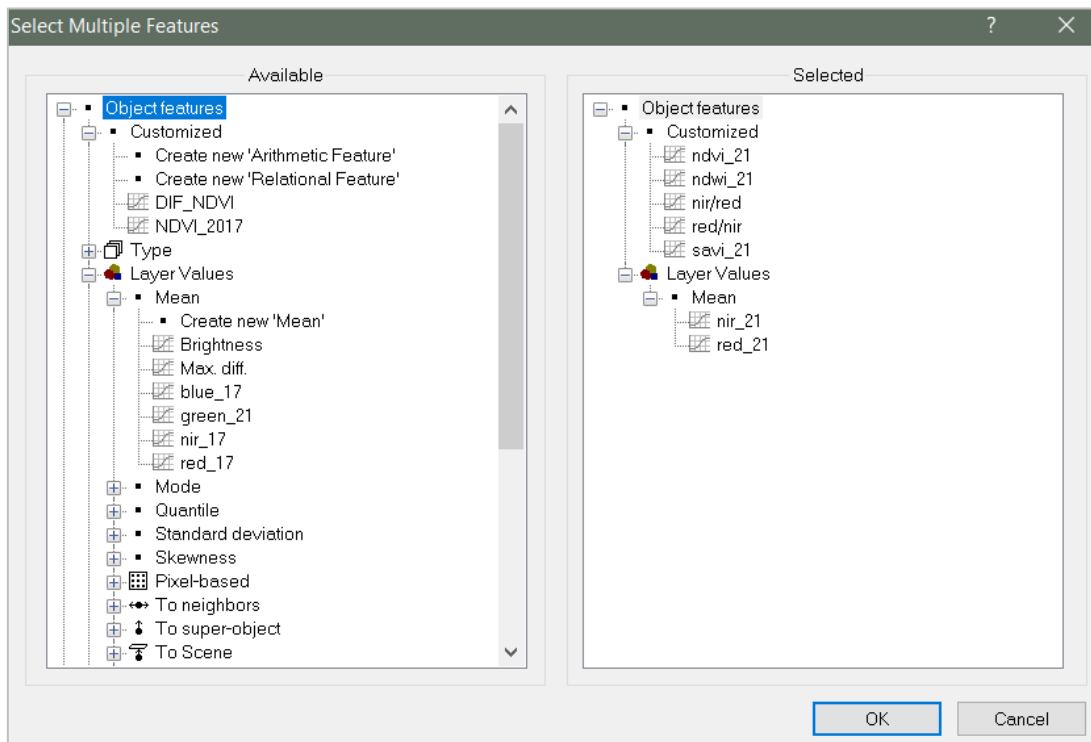 Select Multiple Features
?
Available
Object features
Customized
Create new 'Arithmetic Feature'
Create new 'Relational Feature'
DIF_NDVI
NDVI_2017
Type
Layer Values
Mean
Create new 'Mean'
Brightness
Max. diff.
blue_17
green_21
nir_17
red_17
Mode
Quantile
Standard deviation
Skewness
Pixel-based
To neighbors
To super-object
To Scene
Selected
Object features
Customized
ndvi_21
ndwi_21
nir/red
red/nir
savi_21
Layer Values
Mean
nir_21
red_21
OK
Cancel